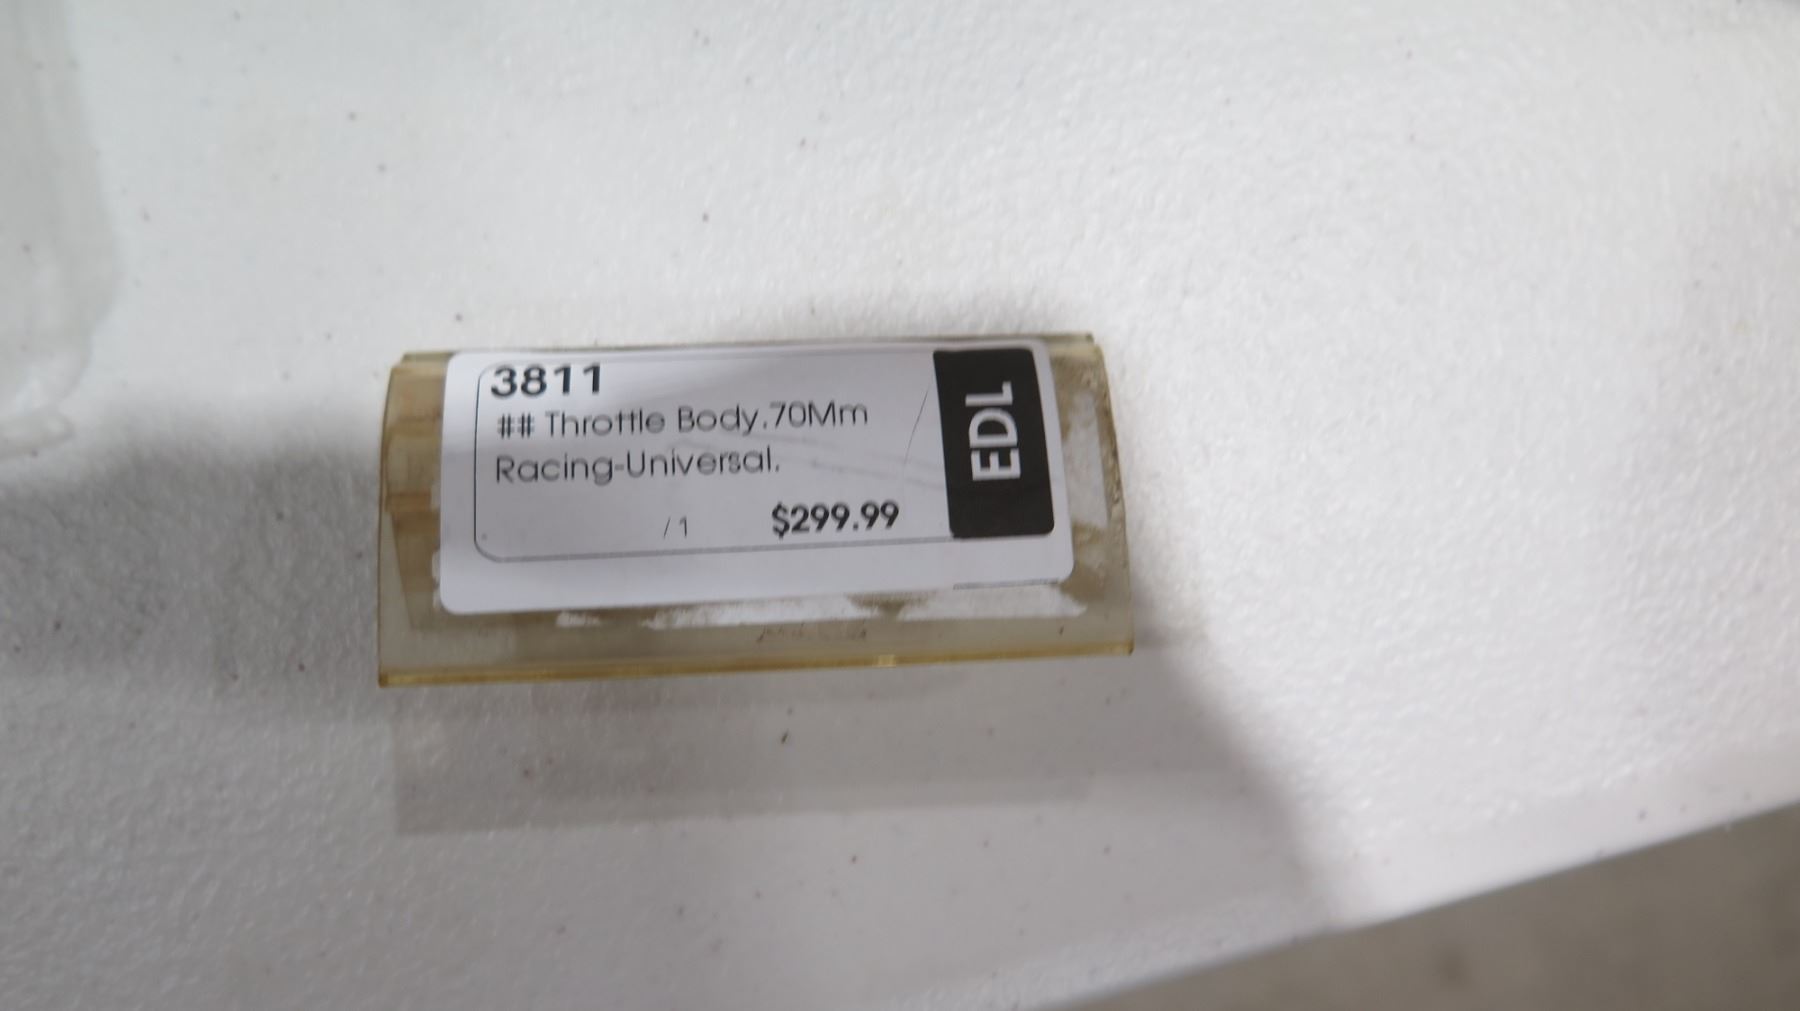 3811
## Throttle Body.70Mm
Racing-Universal.
/1 $299.99
EDL